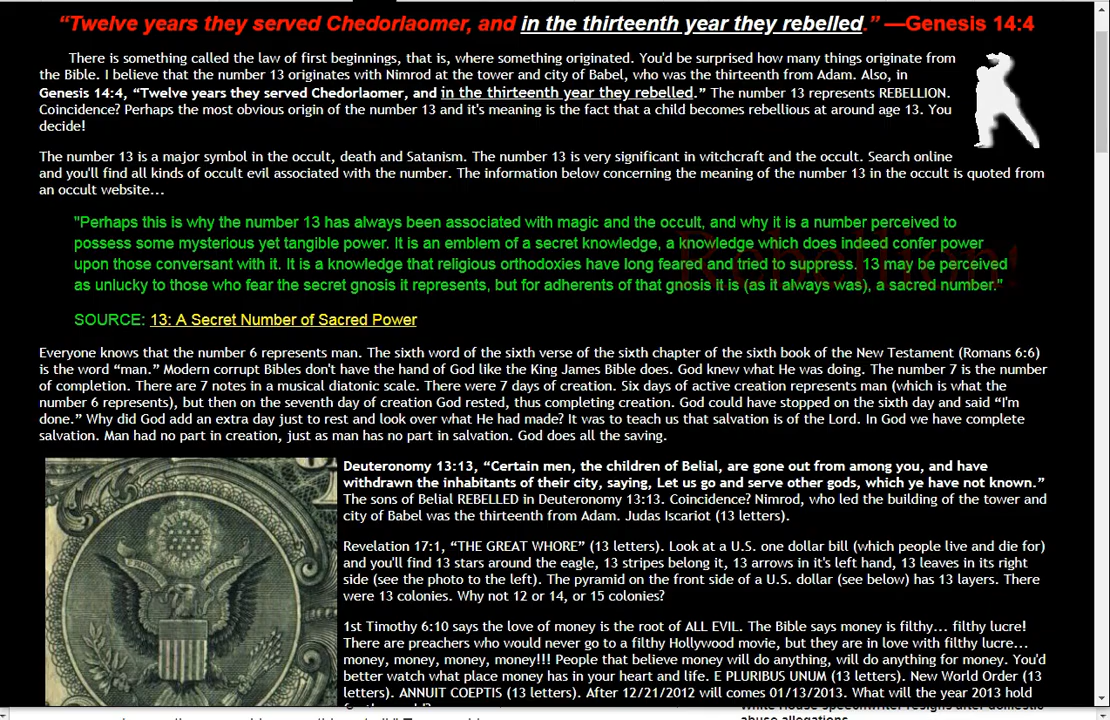 “Twelve years they served Chedorlaomer, and in the thirteenth year they rebelled.” —Genesis 14:4
There is something called the law of first beginnings, that is, where something originated. You'd be surprised how many things originate from
the Bible. I believe that the number 13 originates with Nimrod at the tower and city of Babel, who was the thirteenth from Adam. Also, in
Genesis 14:4, “Twelve years they served Chedorlaomer, and in the thirteenth year they rebelled.” The number 13 represents REBELLION.
Coincidence? Perhaps the most obvious origin of the number 13 and it's meaning is the fact that a child becomes rebellious at around age 13. You
decide!
The number 13 is a major symbol in the occult, death and Satanism. The number 13 is very significant in witchcraft and the occult. Search online
and you'll find all kinds of occult evil associated with the number. The information below concerning the meaning of the number 13 in the occult is quoted from
an occult website...
"Perhaps this is why the number 13 has always been associated with magic and the occult, and why it is a number perceived to
possess some mysterious yet tangible power. It is an emblem of a secret knowledge, a knowledge which does indeed confer power
upon those conversant with it. It is a knowledge that religious orthodoxies have long feared and tried to suppress. 13 may be perceived
as unlucky to those who fear the secret gnosis it represents, but for adherents of that gnosis it is (as it always was), a sacred number."
Rebellion!
SOURCE: 13: A Secret Number of Sacred Power
Everyone knows that the number 6 represents man. The sixth word of the sixth verse of the sixth chapter of the sixth book of the New Testament (Romans 6:6)
is the word “man.” Modern corrupt Bibles don't have the hand of God like the King James Bible does. God knew what He was doing. The number 7 is the number
of completion. There are 7 notes in a musical diatonic scale. There were 7 days of creation. Six days of active creation represents man (which is what the
number 6 represents), but then on the seventh day of creation God rested, thus completing creation. God could have stopped on the sixth day and said “I'm
done.” Why did God add an extra day just to rest and look over what He had made? It was to teach us that salvation is of the Lord. In God we have complete
salvation. Man had no part in creation, just as man has no part in salvation. God does all the saving.
Deuteronomy 13:13, “Certain men, the children of Belial, are gone out from among you, and have
withdrawn the inhabitants of their city, saying, Let us go and serve other gods, which ye have not known.”
The sons of Belial REBELLED in Deuteronomy 13:13. Coincidence? Nimrod, who led the building of the tower and
city of Babel was the thirteenth from Adam. Judas Iscariot (13 letters).
Revelation 17:1, “THE GREAT WHORE” (13 letters). Look at a U.S. one dollar bill (which people live and die for)
and you'll find 13 stars around the eagle, 13 stripes belong it, 13 arrows in it's left hand, 13 leaves in its right
side (see the photo to the left). The pyramid on the front side of a U.S. dollar (see below) has 13 layers. There
were 13 colonies. Why not 12 or 14, or 15 colonies?
1st Timothy 6:10 says the love of money is the root of ALL EVIL. The Bible says money is filthy... filthy lucre!
There are preachers who would never go to a filthy Hollywood movie, but they are in love with filthy lucre...
money, money, money, money!!! People that believe money will do anything, will do anything for money. You'd
better watch what place money has in your heart and life. E PLURIBUS UNUM (13 letters). New World Order (13
letters). ANNUIT COEPTIS (13 letters). After 12/21/2012 will comes 01/13/2013. What will the year 2013 hold
White House speechwriter resigns after domestic
abuse allegations